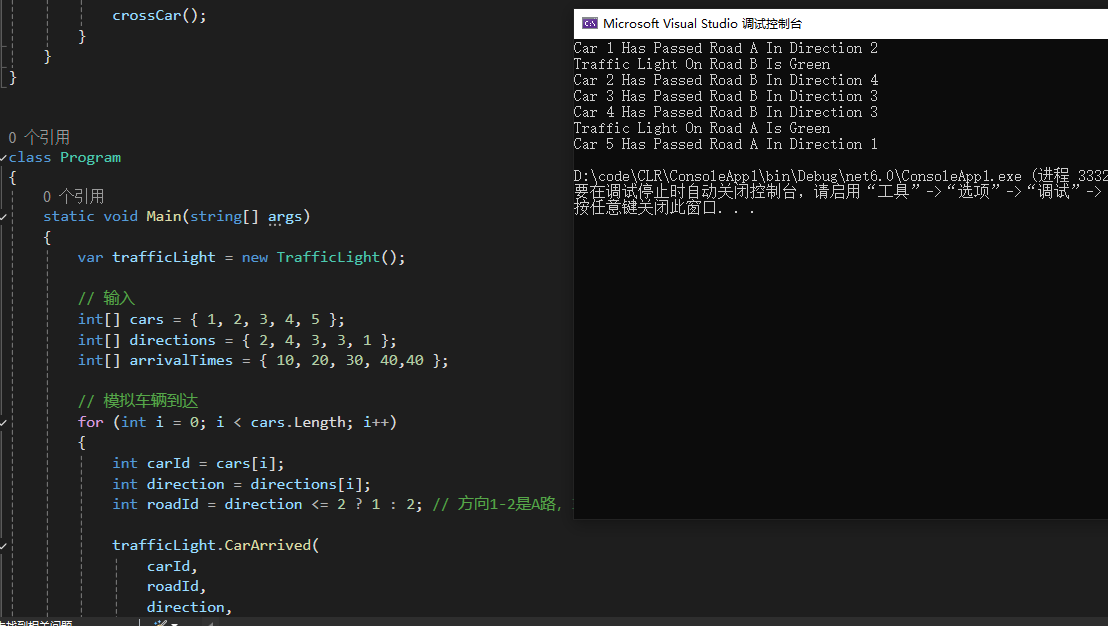 crossCar();
}
}
}
0 个引用
class Program
{
0 个引用
static void Main(string[] args)
{
var trafficLight = new TrafficLight();
// 输入
int[] cars = { 1, 2, 3, 4, 5 };
int[] directions = { 2, 4, 3, 3, 1 };
int[] arrivalTimes = { 10, 20, 30, 40,40 };
// 模拟车辆到达
for (int i = 0; i < cars.Length; i++)
{
int carId = cars[i];
int direction = directions[i];
int roadId = direction <= 2 ? 1 : 2; // 方向1-2是A路,
trafficLight.CarArrived(
carId,
roadId,
direction,
Microsoft Visual Studio 调试控制台
Car 1 Has Passed Road A In Direction 2
Traffic Light On Road B Is Green
Car 2 Has Passed Road B In Direction 4
Car 3 Has Passed Road B In Direction 3
Car 4 Has Passed Road B In Direction 3
Traffic Light On Road A Is Green
Car 5 Has Passed Road A In Direction 1
D:\code\CLR\ConsoleApp1\bin\Debug\net6.0\ConsoleApp1.exe (进程 3332
要在调试停止时自动关闭控制台，请启用“工具”->“选项”->“调试”->
按任意键关闭此窗口. . .